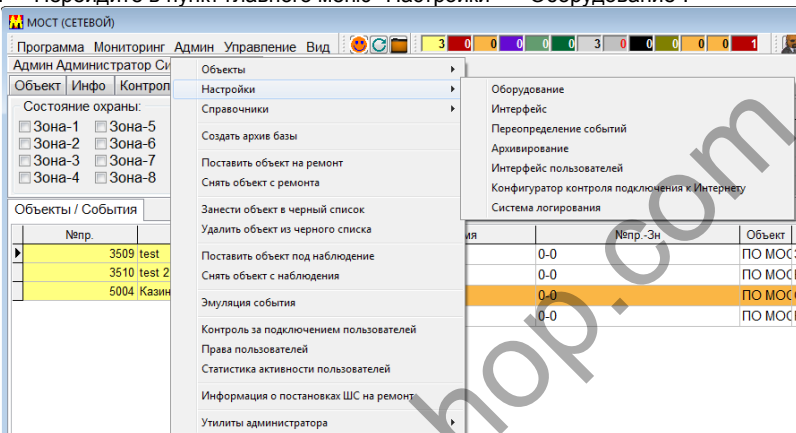 Перейдите в пункт главного меню "Настройки" - "Оборудование".
МОСТ (СЕТЕВОЙ)
Программа Мониторинг Админ Управление Вид 3 0 0 0 0 0 3 0 0 0 0 0 1
Админ Администратор Си
Объект Инфо Контрол
Состояние охраны:
Зона-1 Зона-5
Зона-2 Зона-6
Зона-3 Зона-7
Зона-4 Зона-8
Объекты
Настройки
Справочники
Создать архив базы
Поставить объект на ремонт
Снять объект с ремонта
Занести объект в черный список
Удалить объект из черного списка
Поставить объект под наблюдение
Снять объект с наблюдения
Эмуляция события
Контроль за подключением пользователей
Права пользователей
Статистика активности пользователей
Информация о постановках ШС на ремонт
Утилиты администратора
Оборудование
Интерфейс
Переопределение событий
Архивирование
Интерфейс пользователей
Конфигуратор контроля подключения к Интернету
Система логирования
Объекты / События
№пр. мя №пр.-Зн Объект
3509 test 0-0 ПО МОС
3510 test 2 0-0 ПО МОС
5004 Казин 0-0 ПО МОС
0-0 ПО МОС
hop.com